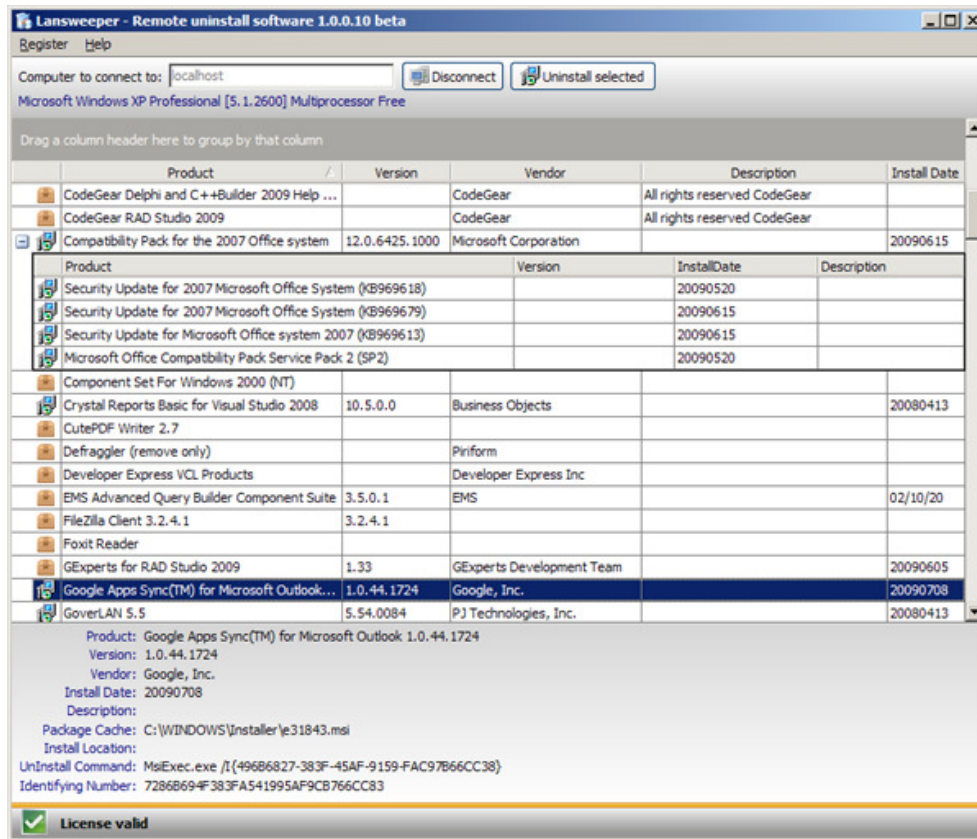 Lansweeper - Remote uninstall software 1.0.0.10 beta
Register Help
Computer to connect to: localhost Disconnect Uninstall selected
Microsoft Windows XP Professional [5.1.2600] Multiprocessor Free
Drag a column header here to group by that column
Product Version Vendor Description Install Date
CodeGear Delphi and C++Builder 2009 Help ... CodeGear All rights reserved CodeGear
CodeGear RAD Studio 2009 CodeGear All rights reserved CodeGear
Compatibility Pack for the 2007 Office system 12.0.6425.1000 Microsoft Corporation 20090615
Product Version InstallDate Description
Security Update for 2007 Microsoft Office System (KB969618) 20090520
Security Update for 2007 Microsoft Office System (KB969679) 20090615
Security Update for Microsoft Office system 2007 (KB969613) 20090615
Microsoft Office Compatibility Pack Service Pack 2 (SP2) 20090520
Component Set For Windows 2000 (NT)
Crystal Reports Basic for Visual Studio 2008 10.5.0.0 Business Objects 20080413
CutePDF Writer 2.7
Defraggler (remove only) Piriform
Developer Express VCL Products Developer Express Inc
EMS Advanced Query Builder Component Suite 3.5.0.1 EMS 02/10/20
FileZilla Client 3.2.4.1 3.2.4.1
Foxit Reader
GExperts for RAD Studio 2009 1.33 GExperts Development Team 20090605
Google Apps Sync(TM) for Microsoft Outlook... 1.0.44.1724 Google, Inc. 20090708
GoverLAN 5.5 5.54.0084 PJ Technologies, Inc. 20080413
Product: Google Apps Sync(TM) for Microsoft Outlook 1.0.44.1724
Version: 1.0.44.1724
Vendor: Google, Inc.
Install Date: 20090708
Description:
Package Cache: C:\WINDOWS\Installer\e31843.msi
Install Location:
UnInstall Command: MsiExec.exe /I{496B6827-383F-45AF-9159-FAC97B66CC38}
Identifying Number: 7286B694F383FA541995AF9CB766CC83
License valid